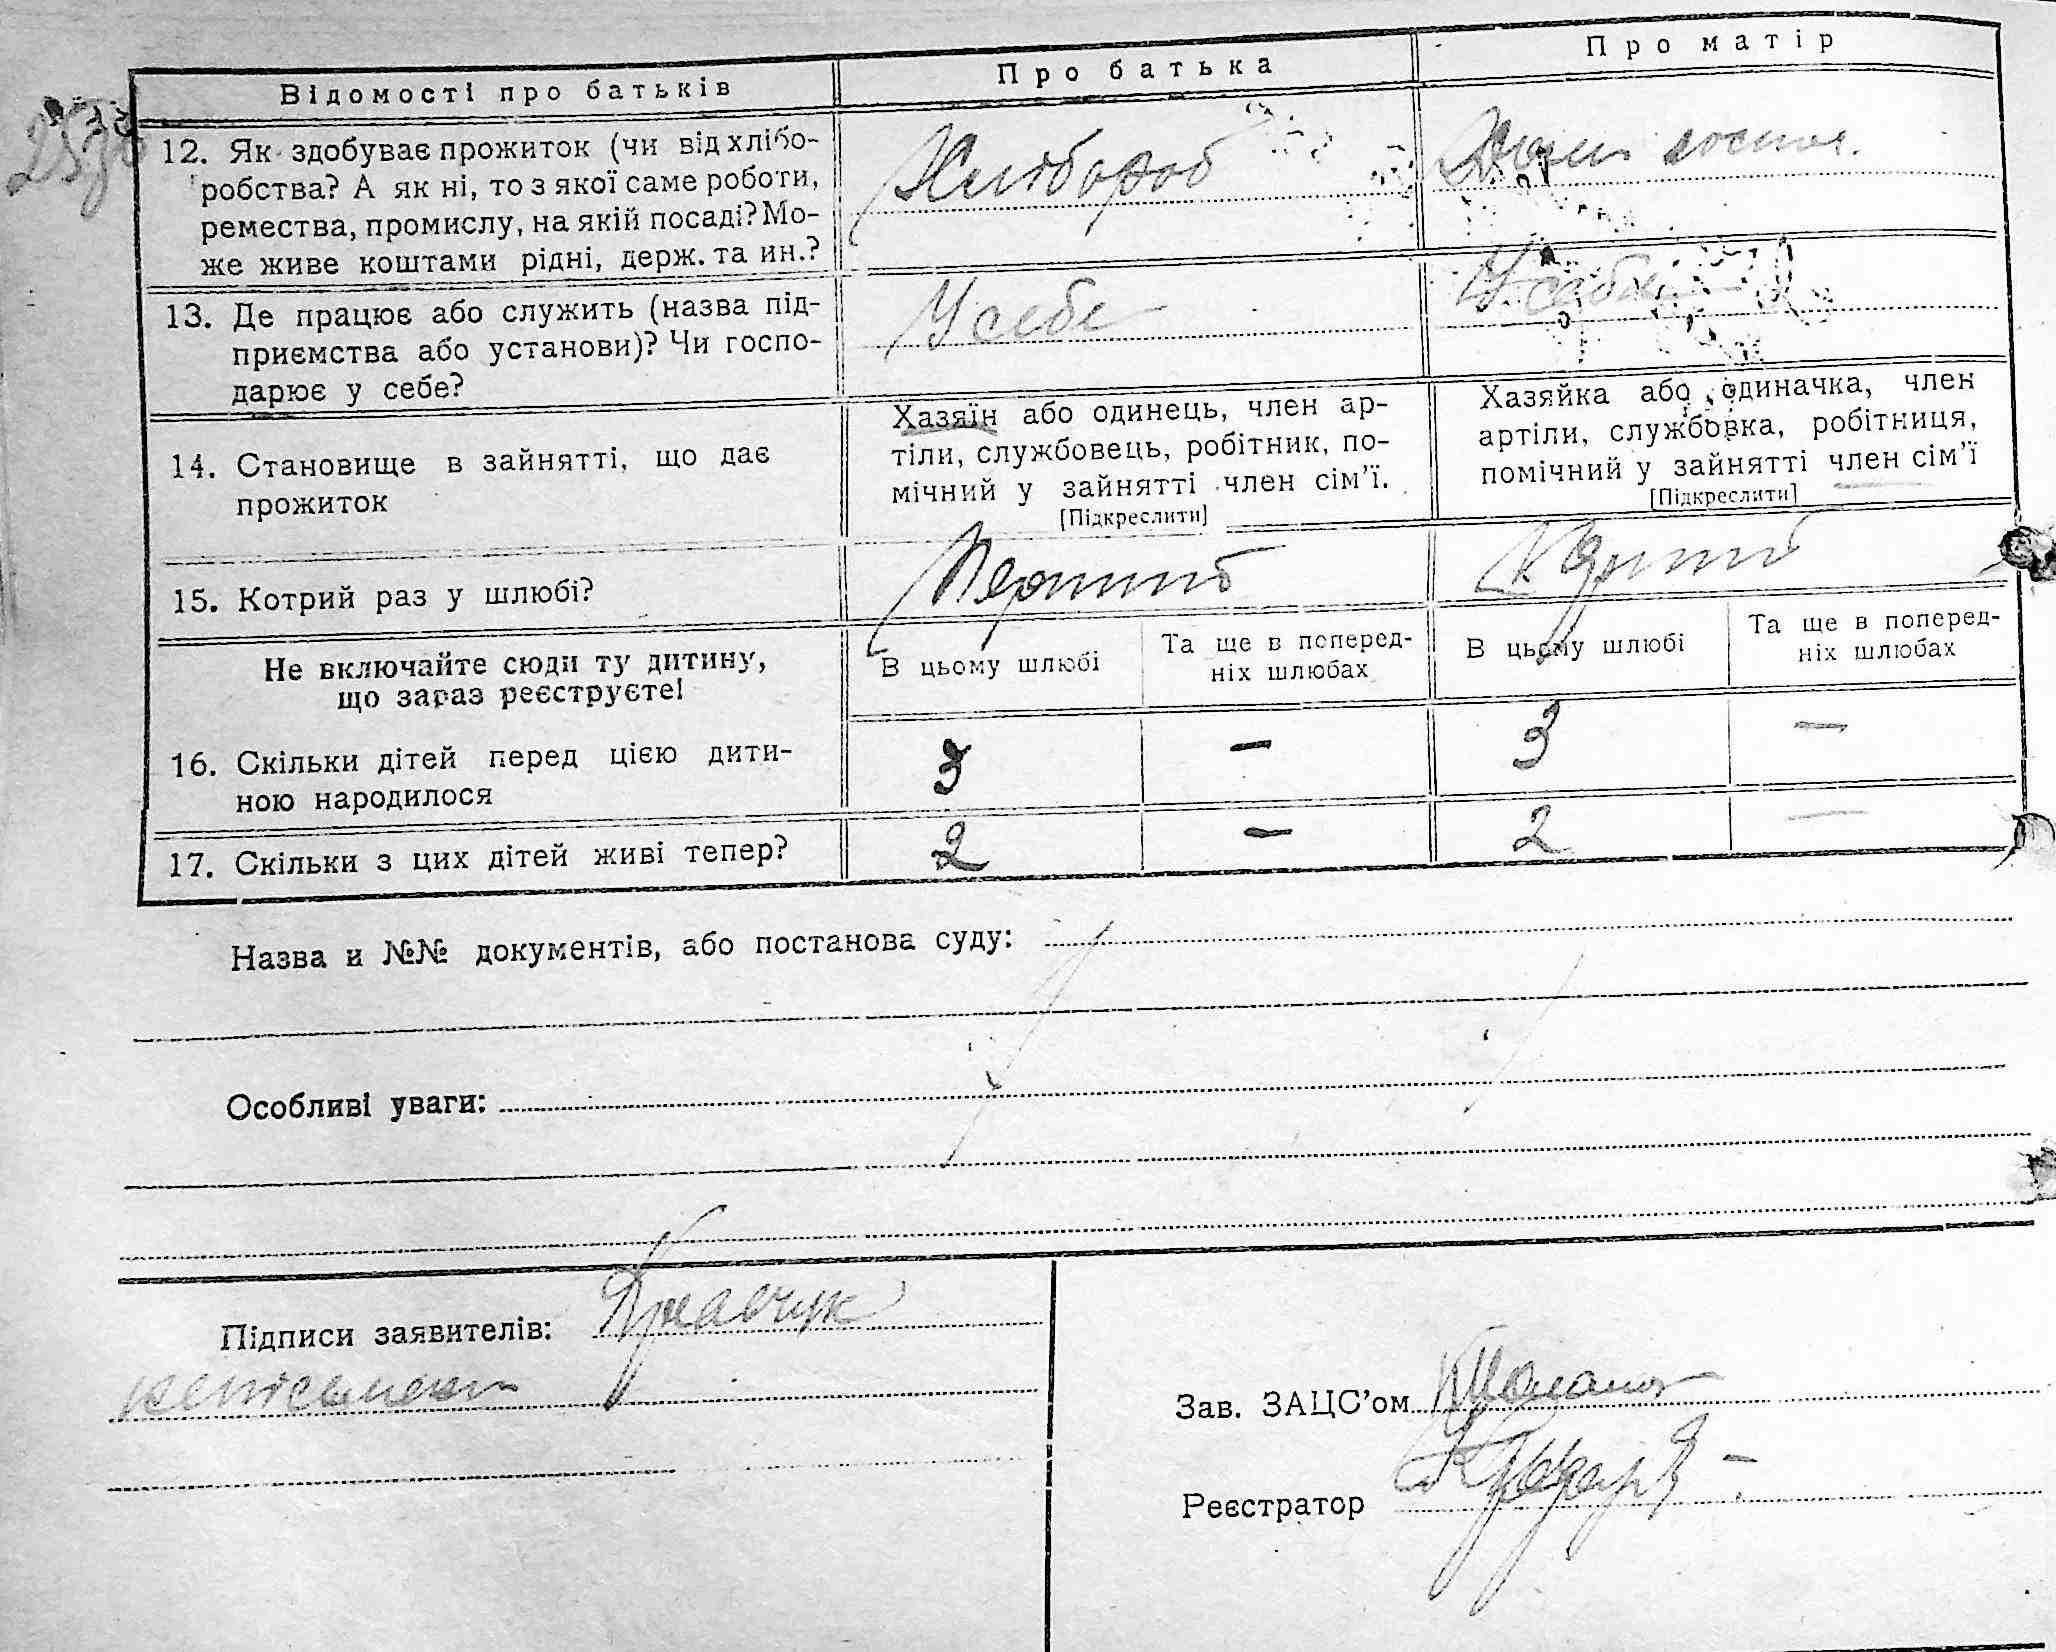 Відомості про батьків
Про батька
Про матір
12. Як здобуває прожиток (чи від хлібо-
робства? А як ні, то з якої саме роботи,
ремества, промислу, на якій посаді? Мо-
же живе коштами рідні, держ. та ин.?
Хлібороб
Дом. госпот.
13. Де працює або служить (назва під-
приємства або установи)? Чи госпо-
дарює у себе?
У себе
У себе
14. Становище в зайнятті, що дає
прожиток
Хазяїн або одинець, член ар-
тіли, службовець, робітник, по-
мічний у зайнятті член сім'ї.
[Підкреслити]
Хазяйка або одиначка, член
артіли, службовка, робітниця,
помічний у зайнятті член сім'ї
[Підкреслити]
15. Котрий раз у шлюбі?
Перший
Не включайте сюди ту дитину,
що зараз реєструєте!
В цьому шлюбі
Та ще в поперед-
ніх шлюбах
В цьому шлюбі
Та ще в поперед-
ніх шлюбах
16. Скільки дітей перед цією дити-
ною народилося
3 – 3 –
17. Скільки з цих дітей живі тепер?
2 – 2 –
Назва и №№ документів, або постанова суду:
Особливі уваги:
Підписи заявителів: Кравчук
неписьмен
Зав. ЗАЦС'ом
Реєстратор